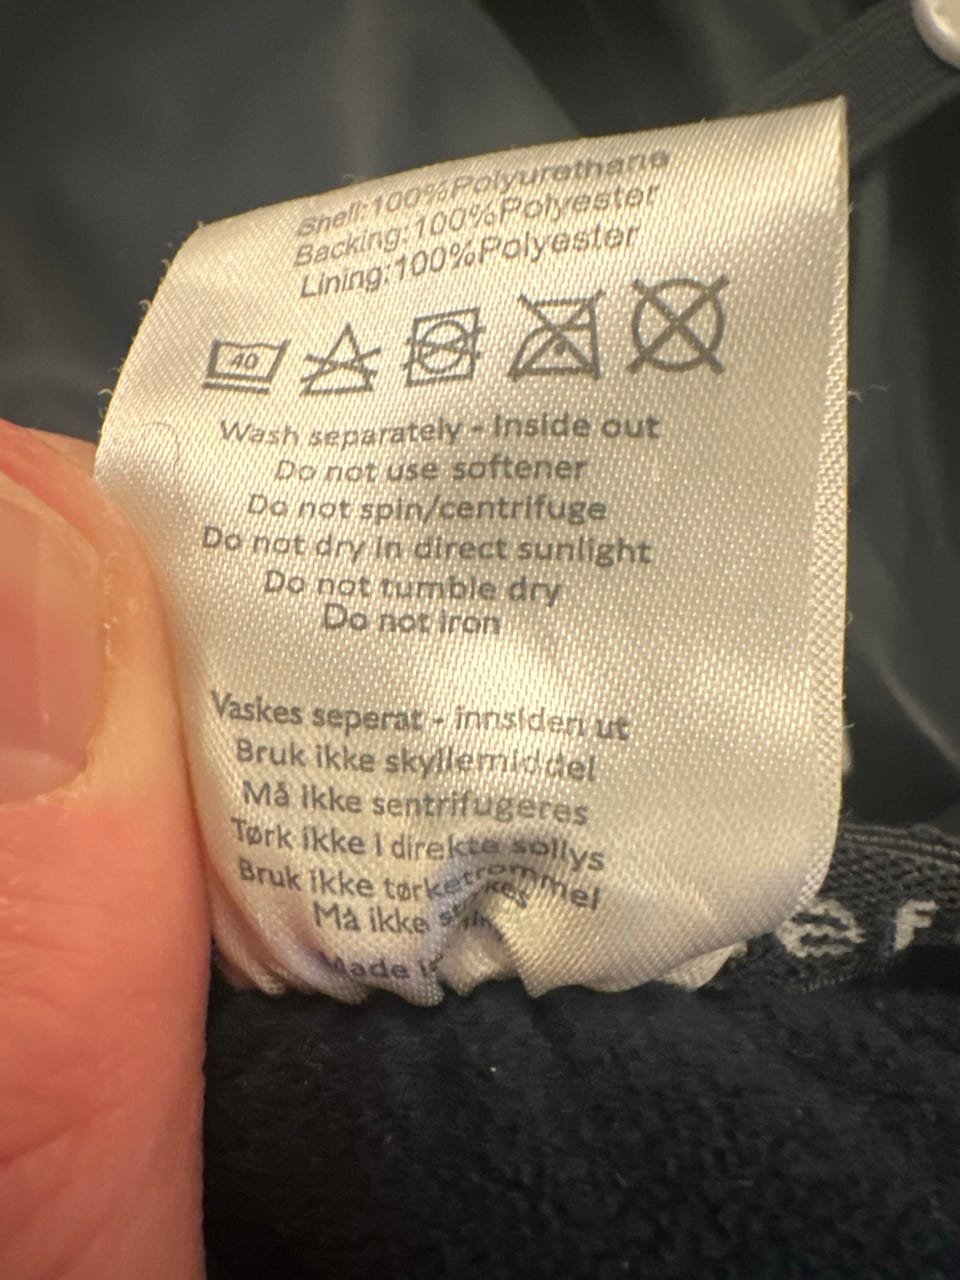 Shell:100%Polyurethane
Backing:100%Polyester
Lining:100%Polyester
40
Wash separately - Inside out
Do not use softener
Do not spin/centrifuge
Do not dry in direct sunlight
Do not tumble dry
Do not iron
Vaskes seperat - innsiden ut
Bruk ikke skyllemiddel
Må ikke sentrifugeres
Tørk ikke I direkte sollys
Bruk ikke tørketrommel
Må ikke
Made
F